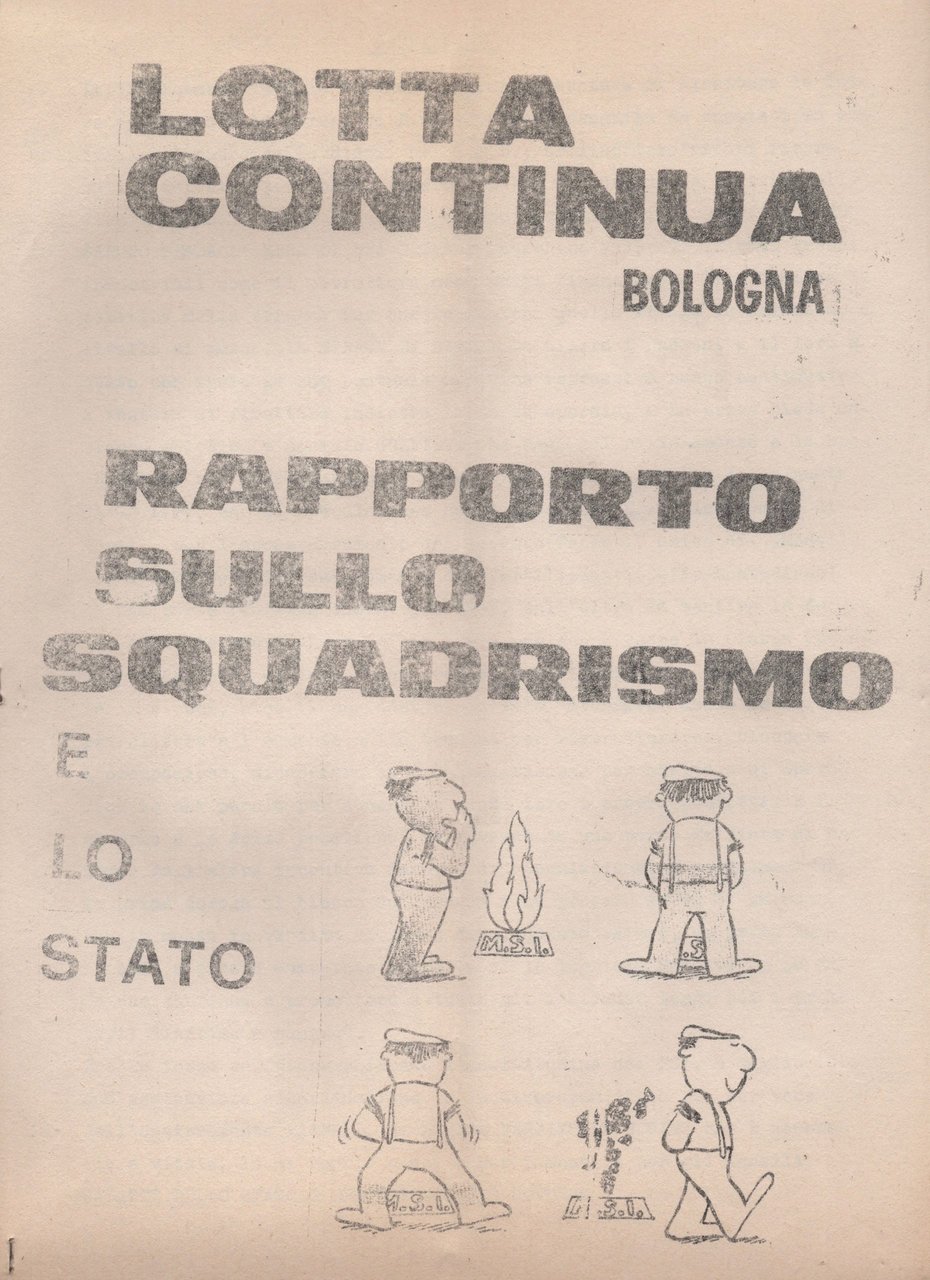 LOTTA
CONTINUA
BOLOGNA
RAPPORTO
SULLO
SQUADRISMO
E
LO
STATO
M.S.I.
.S
M.S.I.
.S.I.